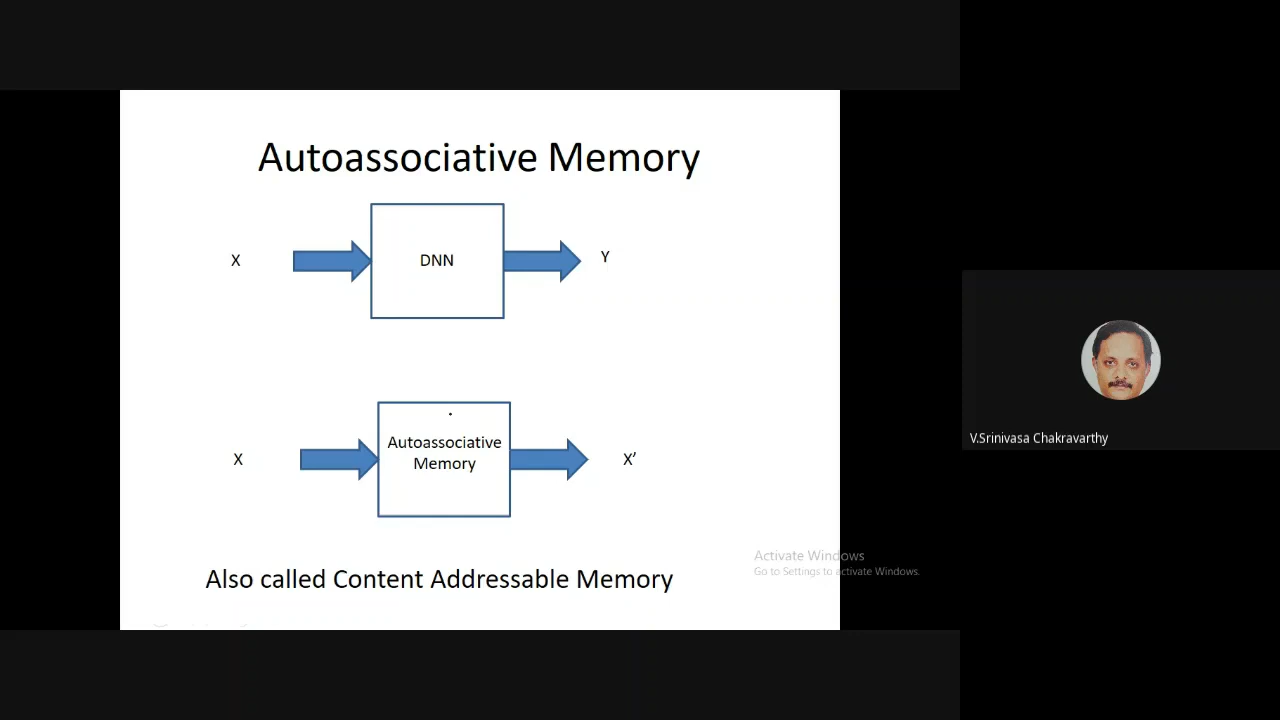 Autoassociative Memory
X
DNN
Y
X
Autoassociative
Memory
X’
Also called Content Addressable Memory
Activate Windows
Go to Settings to activate Windows.
V.Srinivasa Chakravarthy